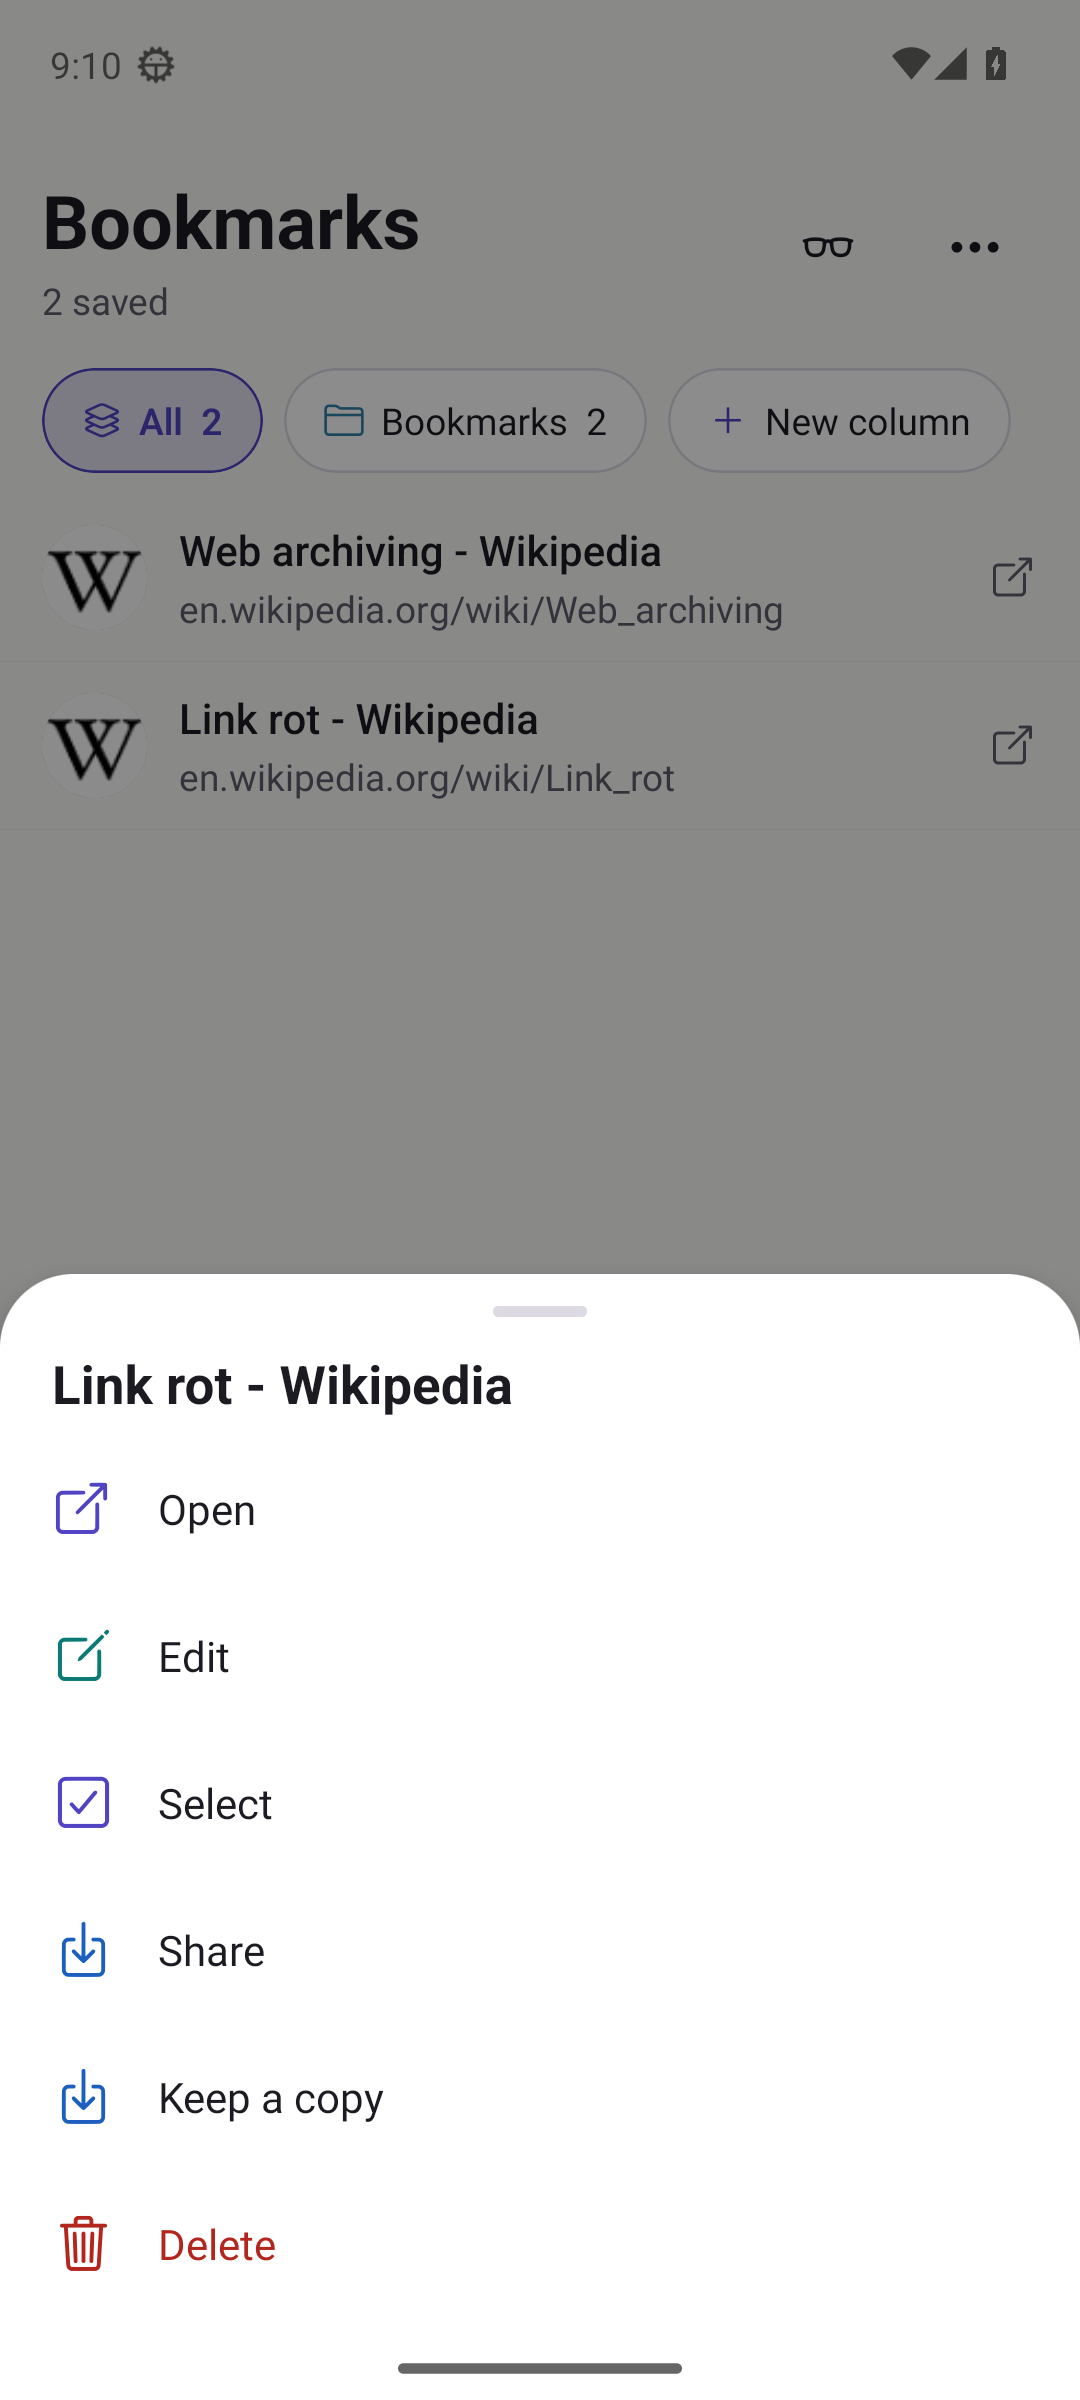 9:10
Bookmarks
2 saved
All 2
Bookmarks 2
New column
Web archiving - Wikipedia
en.wikipedia.org/wiki/Web_archiving
Link rot - Wikipedia
en.wikipedia.org/wiki/Link_rot
Link rot - Wikipedia
Open
Edit
Select
Share
Keep a copy
Delete